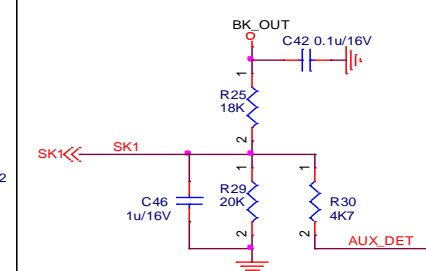 BK_OUT
C42 0.1u/16V
1
R25
18K
2
SK1
SK1
2
1
1
C46
1u/16V
R29
20K
R30
4K7
2
2
AUX_DET